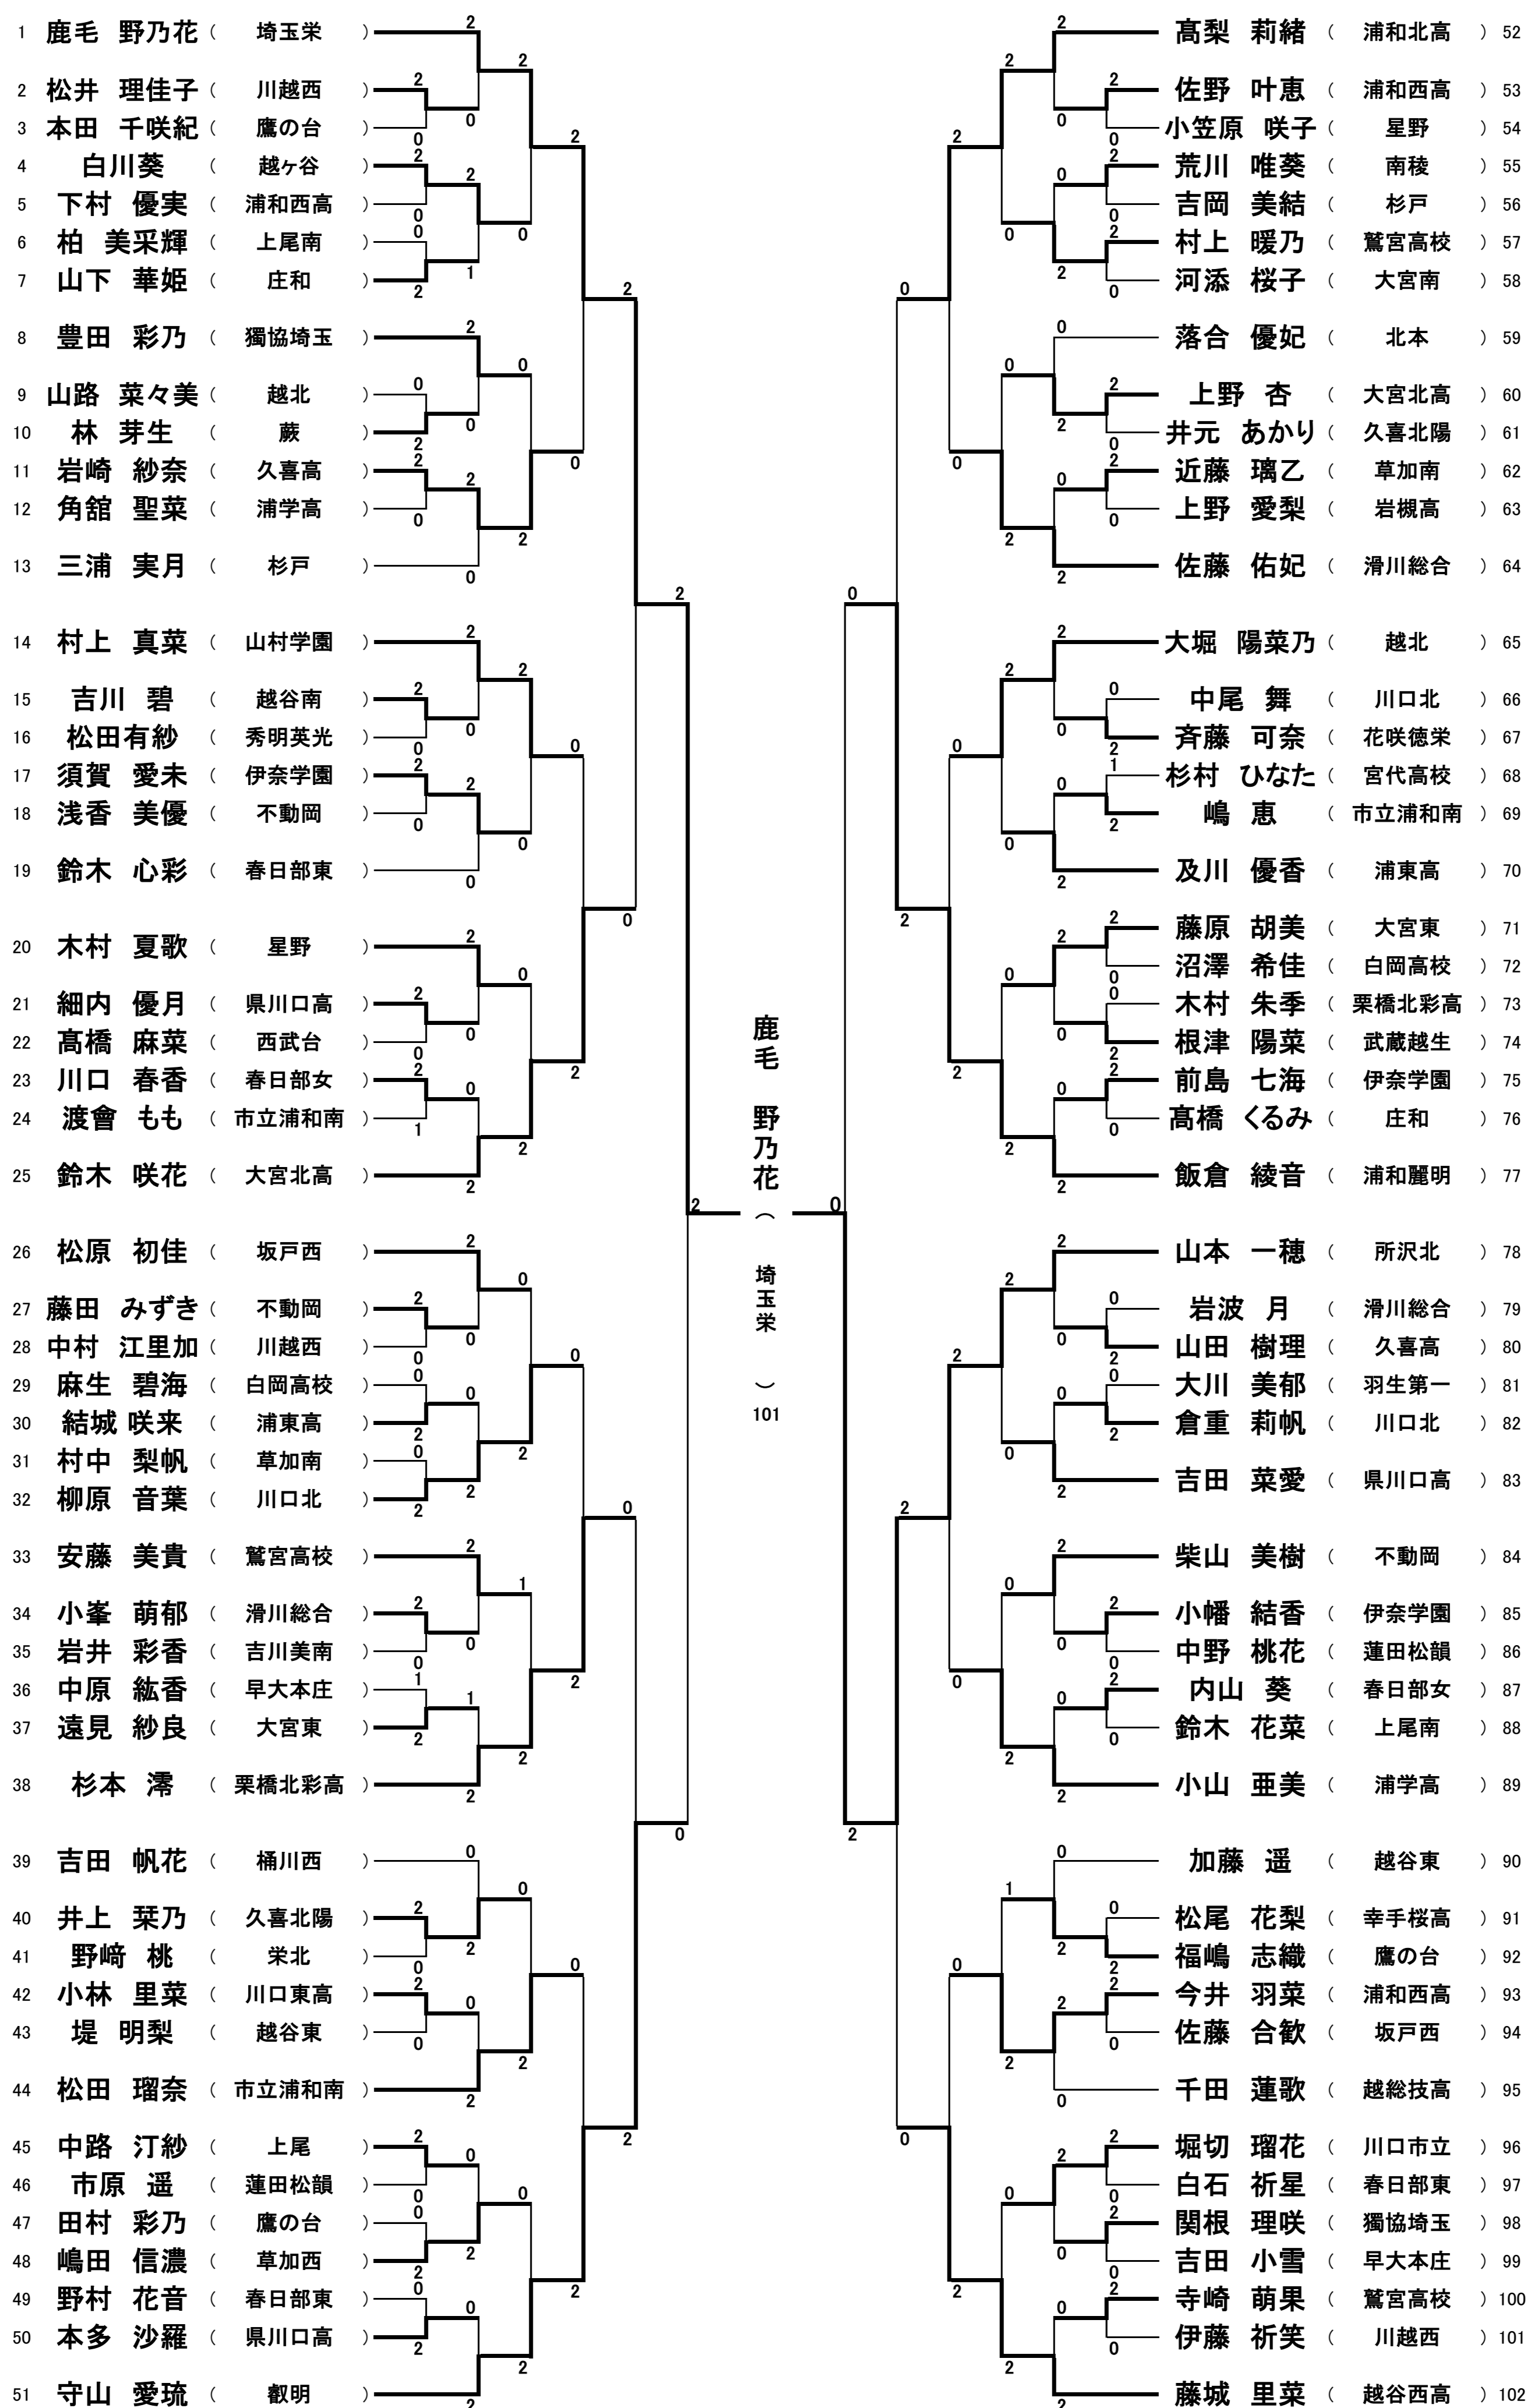 1 鹿毛 野乃花 ( 埼玉栄 )
2 松井 理佳子 ( 川越西 )
3 本田 千咲紀 ( 鷹の台 )
4 白川葵 ( 越ヶ谷 )
5 下村 優実 ( 浦和西高 )
6 柏 美采輝 ( 上尾南 )
7 山下 華姫 ( 庄和 )
8 豊田 彩乃 ( 獨協埼玉 )
9 山路 菜々美 ( 越北 )
10 林 芽生 ( 蕨 )
11 岩崎 紗奈 ( 久喜高 )
12 角舘 聖菜 ( 浦学高 )
13 三浦 実月 ( 杉戸 )
14 村上 真菜 ( 山村学園 )
15 吉川 碧 ( 越谷南 )
16 松田有紗 ( 秀明英光 )
17 須賀 愛未 ( 伊奈学園 )
18 浅香 美優 ( 不動岡 )
19 鈴木 心彩 ( 春日部東 )
20 木村 夏歌 ( 星野 )
21 細内 優月 ( 県川口高 )
22 髙橋 麻菜 ( 西武台 )
23 川口 春香 ( 春日部女 )
24 渡會 もも ( 市立浦和南 )
25 鈴木 咲花 ( 大宮北高 )
26 松原 初佳 ( 坂戸西 )
27 藤田 みずき ( 不動岡 )
28 中村 江里加 ( 川越西 )
29 麻生 碧海 ( 白岡高校 )
30 結城 咲来 ( 浦東高 )
31 村中 梨帆 ( 草加南 )
32 柳原 音葉 ( 川口北 )
33 安藤 美貴 ( 鷲宮高校 )
34 小峯 萌郁 ( 滑川総合 )
35 岩井 彩香 ( 吉川美南 )
36 中原 紘香 ( 早大本庄 )
37 遠見 紗良 ( 大宮東 )
38 杉本 澪 ( 栗橋北彩高 )
39 吉田 帆花 ( 桶川西 )
40 井上 栞乃 ( 久喜北陽 )
41 野﨑 桃 ( 栄北 )
42 小林 里菜 ( 川口東高 )
43 堤 明梨 ( 越谷東 )
44 松田 瑠奈 ( 市立浦和南 )
45 中路 汀紗 ( 上尾 )
46 市原 遥 ( 蓮田松韻 )
47 田村 彩乃 ( 鷹の台 )
48 嶋田 信濃 ( 草加西 )
49 野村 花音 ( 春日部東 )
50 本多 沙羅 ( 県川口高 )
51 守山 愛琉 ( 叡明 )
鹿毛 野乃花 ( 埼玉栄 ) 101
髙梨 莉緒 ( 浦和北高 ) 52
佐野 叶恵 ( 浦和西高 ) 53
小笠原 咲子 ( 星野 ) 54
荒川 唯葵 ( 南稜 ) 55
吉岡 美結 ( 杉戸 ) 56
村上 暖乃 ( 鷲宮高校 ) 57
河添 桜子 ( 大宮南 ) 58
落合 優妃 ( 北本 ) 59
上野 杏 ( 大宮北高 ) 60
井元 あかり ( 久喜北陽 ) 61
近藤 璃乙 ( 草加南 ) 62
上野 愛梨 ( 岩槻高 ) 63
佐藤 佑妃 ( 滑川総合 ) 64
大堀 陽菜乃 ( 越北 ) 65
中尾 舞 ( 川口北 ) 66
斉藤 可奈 ( 花咲徳栄 ) 67
杉村 ひなた ( 宮代高校 ) 68
嶋 恵 ( 市立浦和南 ) 69
及川 優香 ( 浦東高 ) 70
藤原 胡美 ( 大宮東 ) 71
沼澤 希佳 ( 白岡高校 ) 72
木村 朱季 ( 栗橋北彩高 ) 73
根津 陽菜 ( 武蔵越生 ) 74
前島 七海 ( 伊奈学園 ) 75
髙橋 くるみ ( 庄和 ) 76
飯倉 綾音 ( 浦和麗明 ) 77
山本 一穂 ( 所沢北 ) 78
岩波 月 ( 滑川総合 ) 79
山田 樹理 ( 久喜高 ) 80
大川 美郁 ( 羽生第一 ) 81
倉重 莉帆 ( 川口北 ) 82
吉田 菜愛 ( 県川口高 ) 83
柴山 美樹 ( 不動岡 ) 84
小幡 結香 ( 伊奈学園 ) 85
中野 桃花 ( 蓮田松韻 ) 86
内山 葵 ( 春日部女 ) 87
鈴木 花菜 ( 上尾南 ) 88
小山 亜美 ( 浦学高 ) 89
加藤 遥 ( 越谷東 ) 90
松尾 花梨 ( 幸手桜高 ) 91
福嶋 志織 ( 鷹の台 ) 92
今井 羽菜 ( 浦和西高 ) 93
佐藤 合歓 ( 坂戸西 ) 94
千田 蓮歌 ( 越総技高 ) 95
堀切 瑠花 ( 川口市立 ) 96
白石 祈星 ( 春日部東 ) 97
関根 理咲 ( 獨協埼玉 ) 98
吉田 小雪 ( 早大本庄 ) 99
寺崎 萌果 ( 鷲宮高校 ) 100
伊藤 祈笑 ( 川越西 ) 101
藤城 里菜 ( 越谷西高 ) 102